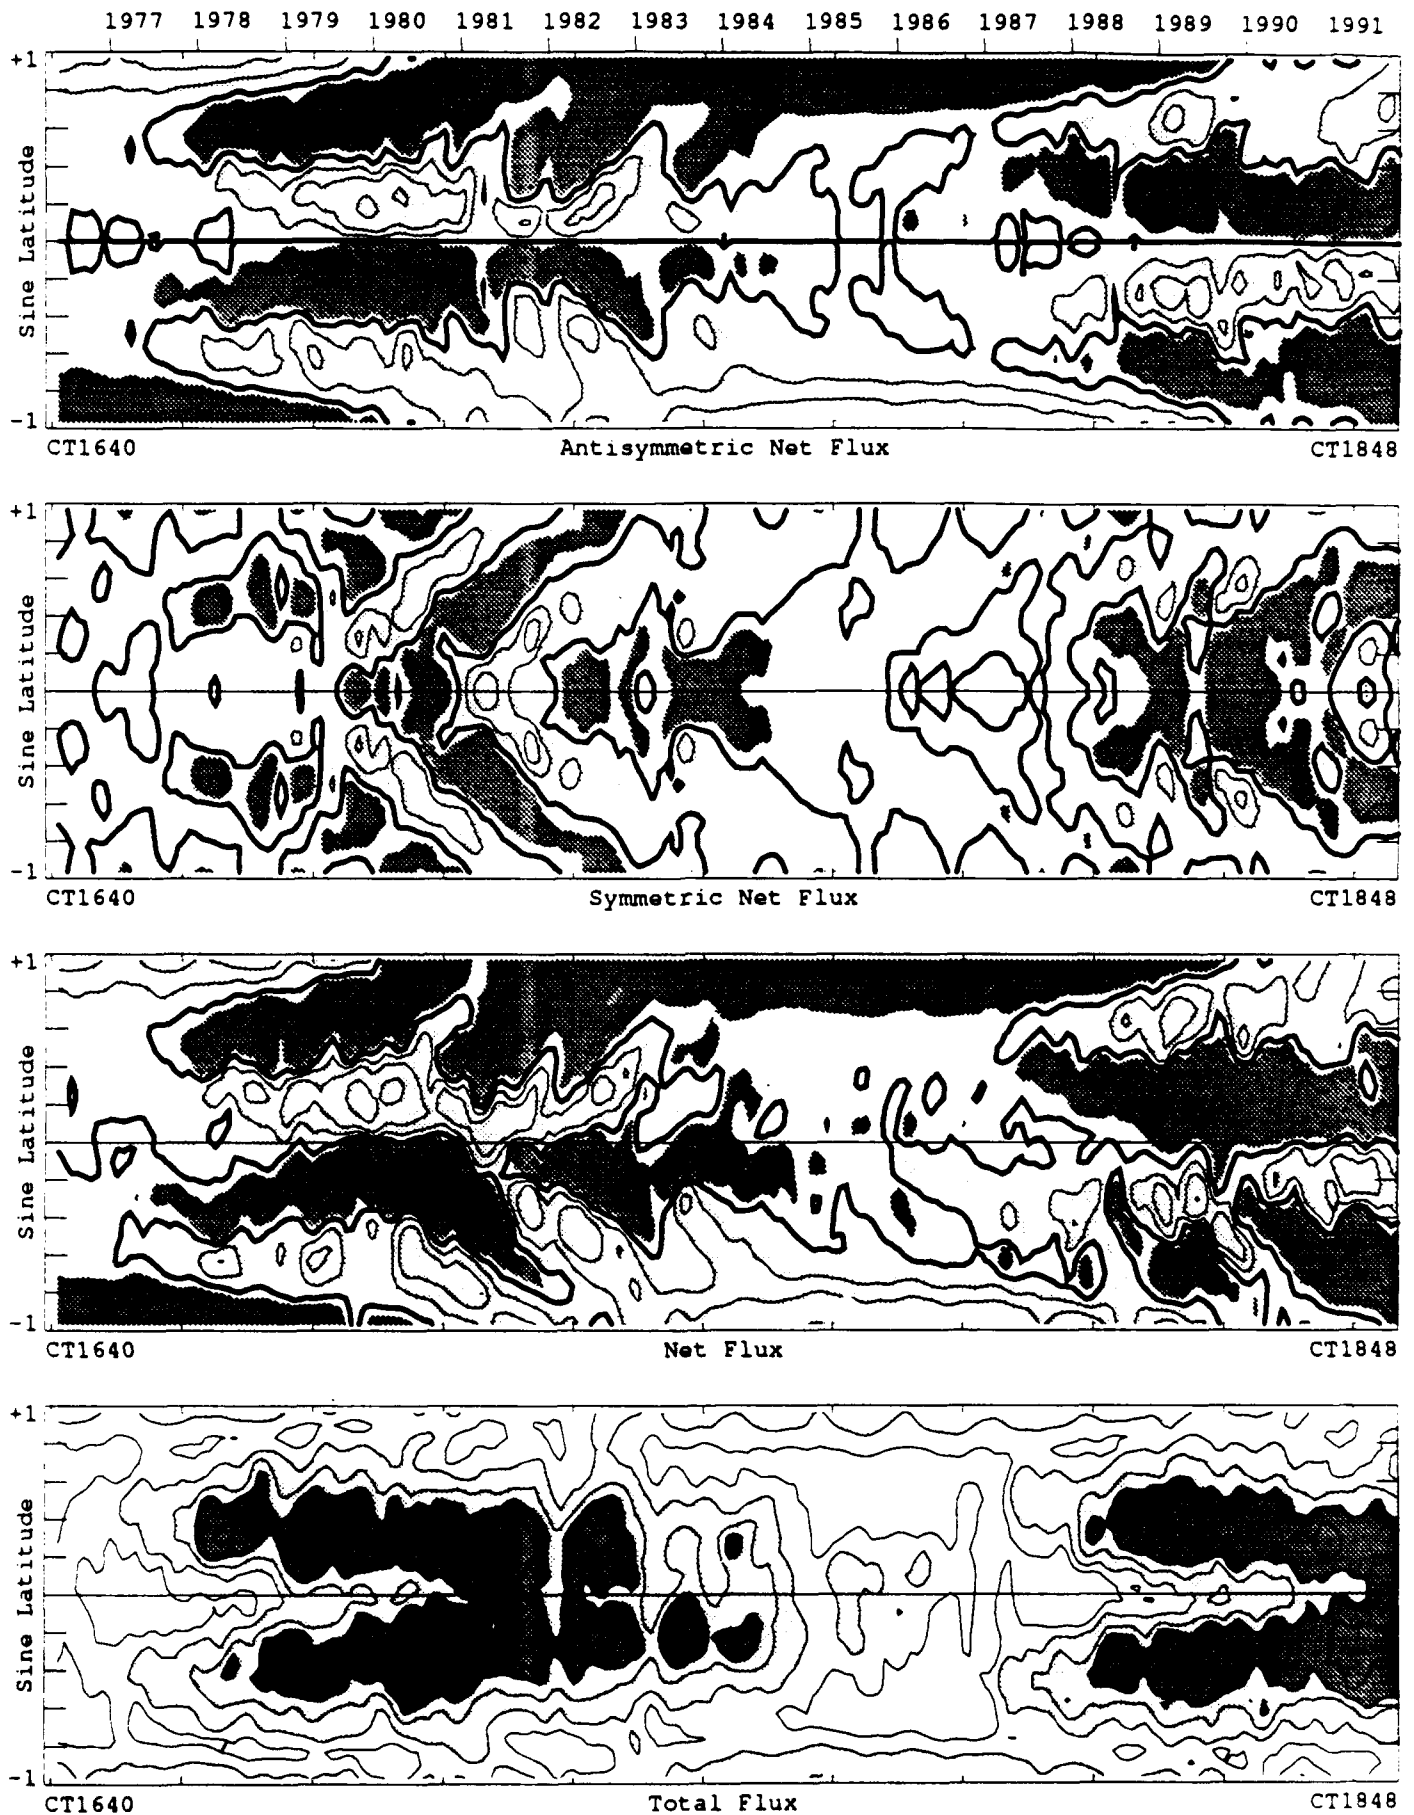 1977 1978 1979 1980 1981 1982 1983 1984 1985 1986 1987 1988 1989 1990 1991
+1
Sine Latitude
-1
CT1640 Antisymmetric Net Flux CT1848
+1
Sine Latitude
-1
CT1640 Symmetric Net Flux CT1848
+1
Sine Latitude
-1
CT1640 Net Flux CT1848
+1
Sine Latitude
-1
CT1640 Total Flux CT1848